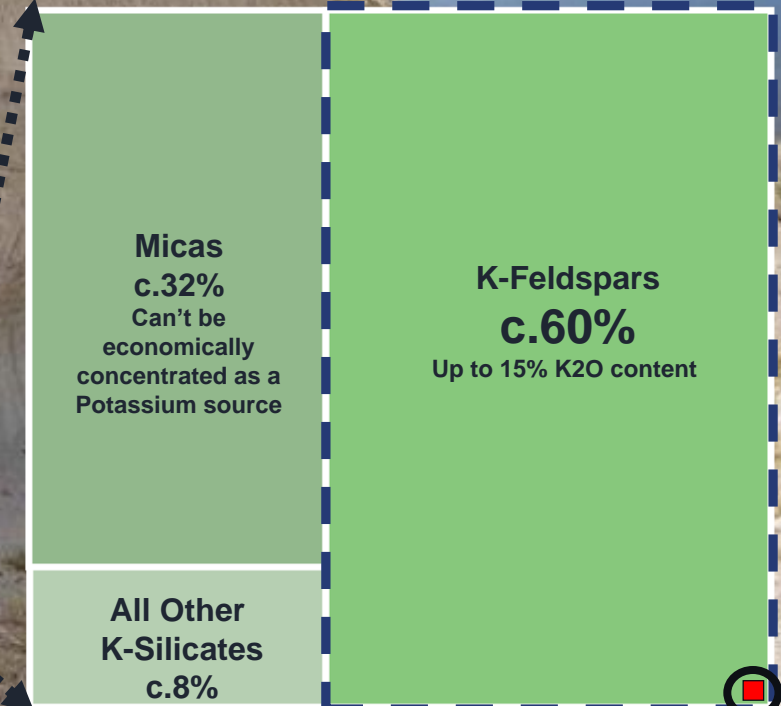 Micas
c.32%
Can't be
economically
concentrated as a
Potassium source
K-Feldspars
c.60%
Up to 15% K2O content
All Other
K-Silicates
c.8%